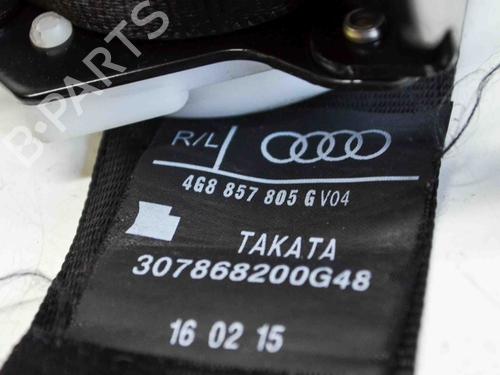 B-PARTS
R/L
4G8 857 805 G V04
TAKATA
307868200G48
16 02 15